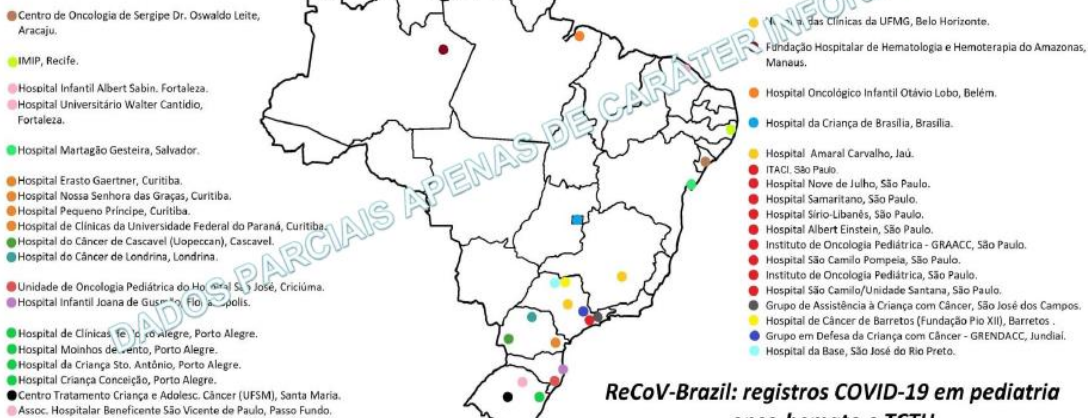 Centro de Oncologia de Sergipe Dr. Oswaldo Leite,
Aracaju.
IMIP, Recife.
Hospital Infantil Albert Sabin. Fortaleza.
Hospital Universitário Walter Cantídio,
Fortaleza.
Hospital Martagão Gesteira, Salvador.
Hospital Erasto Gaertner, Curitiba.
Hospital Nossa Senhora das Graças, Curitiba.
Hospital Pequeno Príncipe, Curitiba.
Hospital de Clínicas da Universidade Federal do Paraná, Curitiba.
Hospital do Câncer de Cascavel (Uopeccan), Cascavel.
Hospital do Câncer de Londrina, Londrina.
Unidade de Oncologia Pediátrica do Hospital São José, Criciúma.
Hospital Infantil Joana de Gusmão, Florianópolis.
Hospital de Clínicas de Porto Alegre, Porto Alegre.
Hospital Moinhos de Vento, Porto Alegre.
Hospital da Criança Sto. Antônio, Porto Alegre.
Hospital Criança Conceição, Porto Alegre.
Centro Tratamento Criança e Adolesc. Câncer (UFSM), Santa Maria.
Assoc. Hospitalar Beneficente São Vicente de Paulo, Passo Fundo.
DADOS PARCIAIS APENAS DE CARÁTER
das Clínicas da UFMG, Belo Horizonte.
Fundação Hospitalar de Hematologia e Hemoterapia do Amazonas,
Manaus.
Hospital Oncológico Infantil Otávio Lobo, Belém.
Hospital da Criança de Brasília, Brasília.
Hospital Amaral Carvalho, Jaú.
ITACI, São Paulo.
Hospital Nove de Julho, São Paulo.
Hospital Samaritano, São Paulo.
Hospital Sírio-Libanês, São Paulo.
Hospital Albert Einstein, São Paulo.
Instituto de Oncologia Pediátrica - GRAACC, São Paulo.
Hospital São Camilo Pompeia, São Paulo.
Instituto de Oncologia Pediátrica, São Paulo.
Hospital São Camilo/Unidade Santana, São Paulo.
Grupo de Assistência à Criança com Câncer, São José dos Campos.
Hospital de Câncer de Barretos (Fundação Pio XII), Barretos .
Grupo em Defesa da Criança com Câncer - GRENDACC, Jundiaí.
Hospital da Base, São José do Rio Preto.
ReCoV-Brazil: registros COVID-19 em pediatria